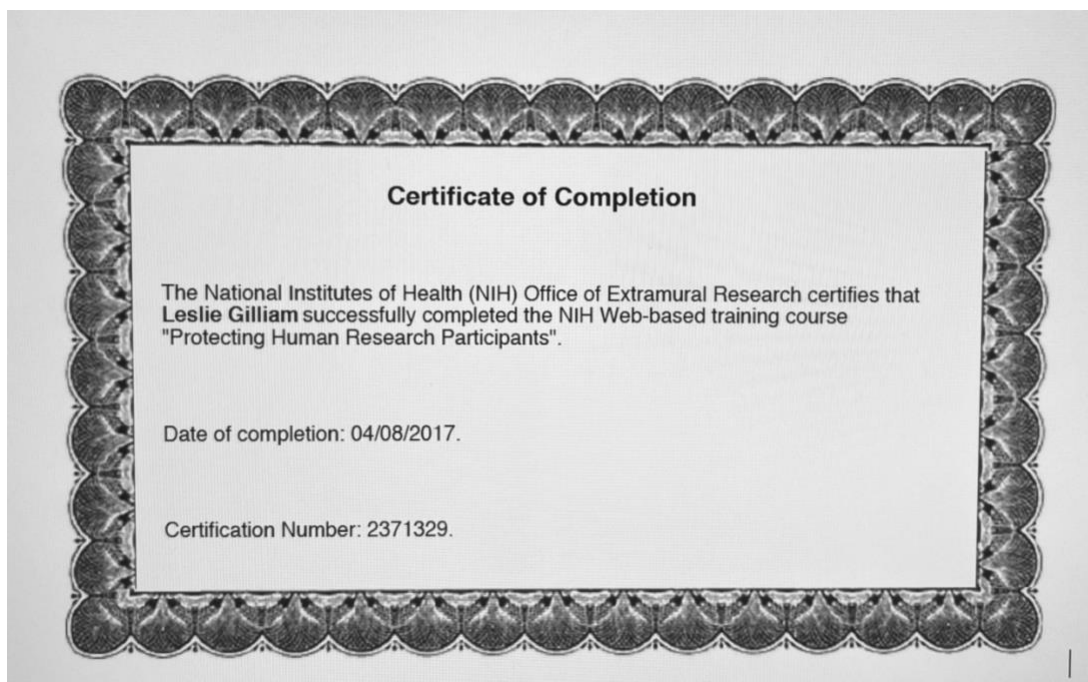 Certificate of Completion
The National Institutes of Health (NIH) Office of Extramural Research certifies that
Leslie Gilliam successfully completed the NIH Web-based training course
"Protecting Human Research Participants".
Date of completion: 04/08/2017.
Certification Number: 2371329.